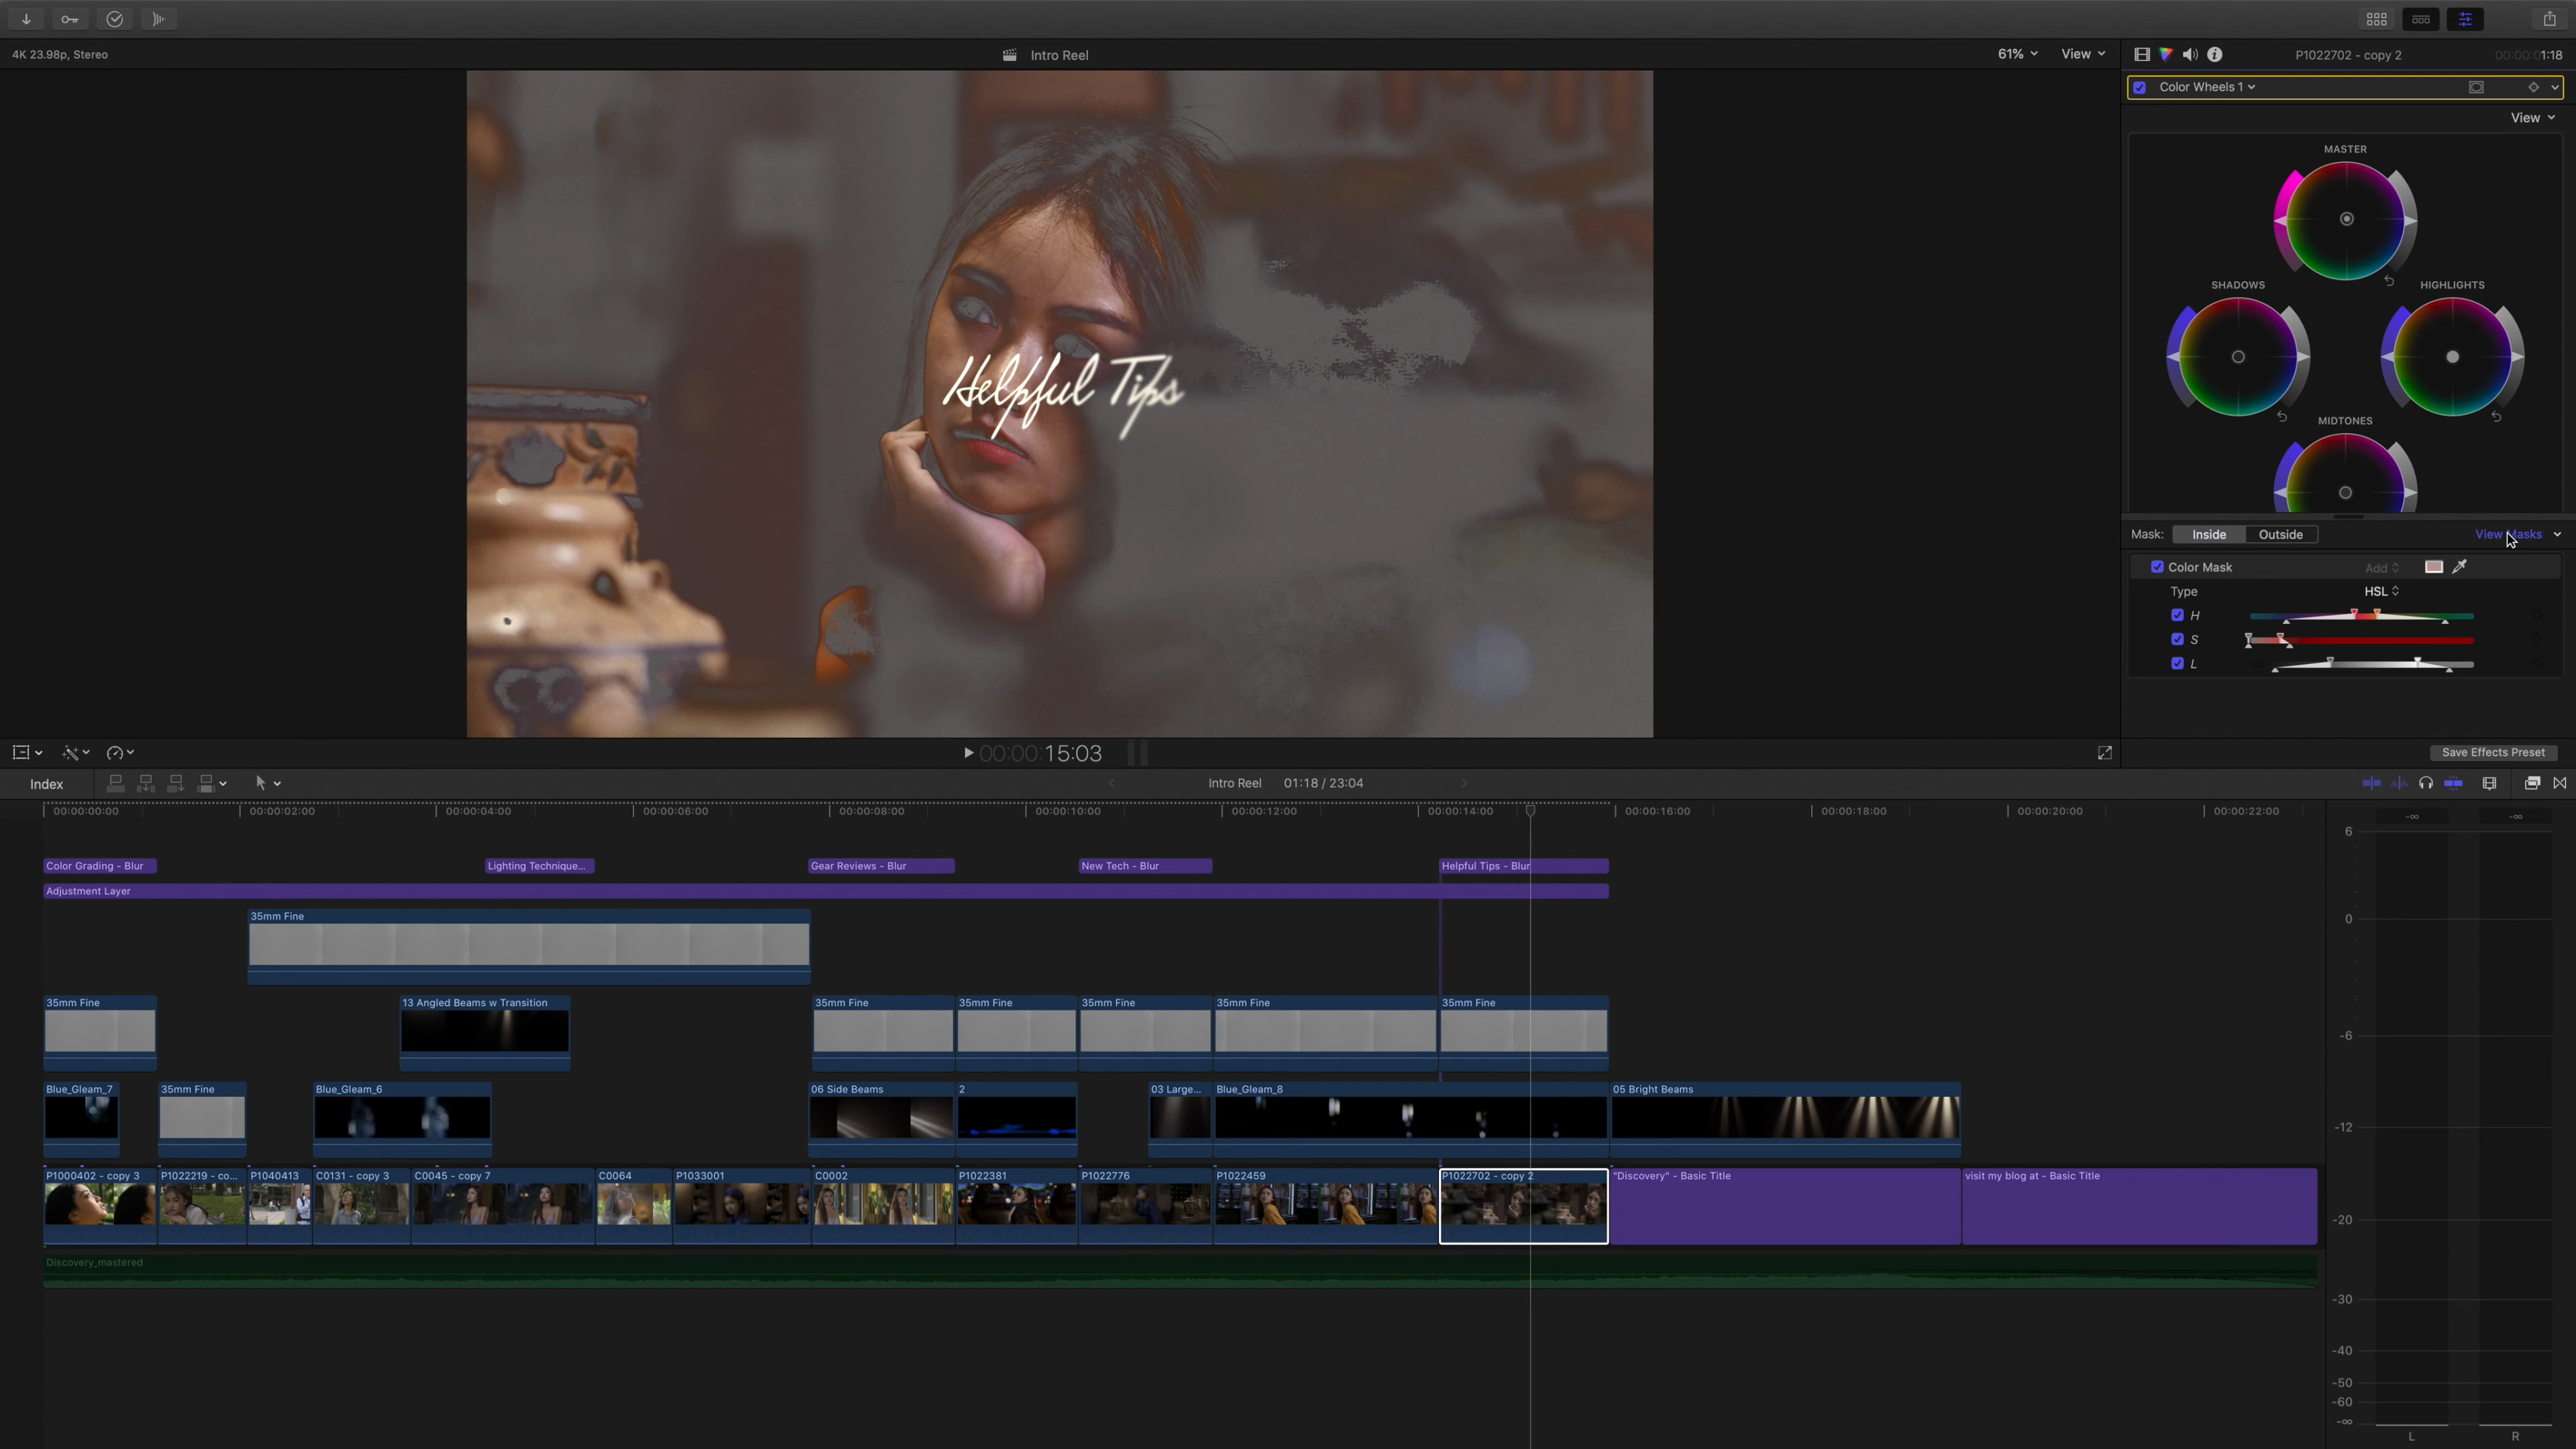 4K 23.98p, Stereo
Intro Reel
61%
View
P1022702 - copy 2
00:00:01:18
Color Wheels 1
View
MASTER
SHADOWS
HIGHLIGHTS
MIDTONES
Helpful Tips
Mask:
Inside
Outside
View Masks
Color Mask
Add
Type
HSL
H
S
L
00:00:15:03
Save Effects Preset
Index
Intro Reel
01:18 / 23:04
00:00:00:00
00:00:02:00
00:00:04:00
00:00:06:00
00:00:08:00
00:00:10:00
00:00:12:00
00:00:14:00
00:00:16:00
00:00:18:00
00:00:20:00
00:00:22:00
Color Grading - Blur
Lighting Technique...
Gear Reviews - Blur
New Tech - Blur
Helpful Tips - Blur
Adjustment Layer
35mm Fine
35mm Fine
13 Angled Beams w Transition
35mm Fine
35mm Fine
35mm Fine
35mm Fine
35mm Fine
Blue_Gleam_7
35mm Fine
Blue_Gleam_6
06 Side Beams
2
03 Large...
Blue_Gleam_8
05 Bright Beams
P1000402 - copy 3
P1022219 - co...
P1040413
C0131 - copy 3
C0045 - copy 7
C0064
P1033001
C0002
P1022381
P1022776
P1022459
P1022702 - copy 2
"Discovery" - Basic Title
visit my blog at - Basic Title
Discovery_mastered
-∞
-∞
6
0
-6
-12
-20
-30
-40
-50
-60
-∞
L
R